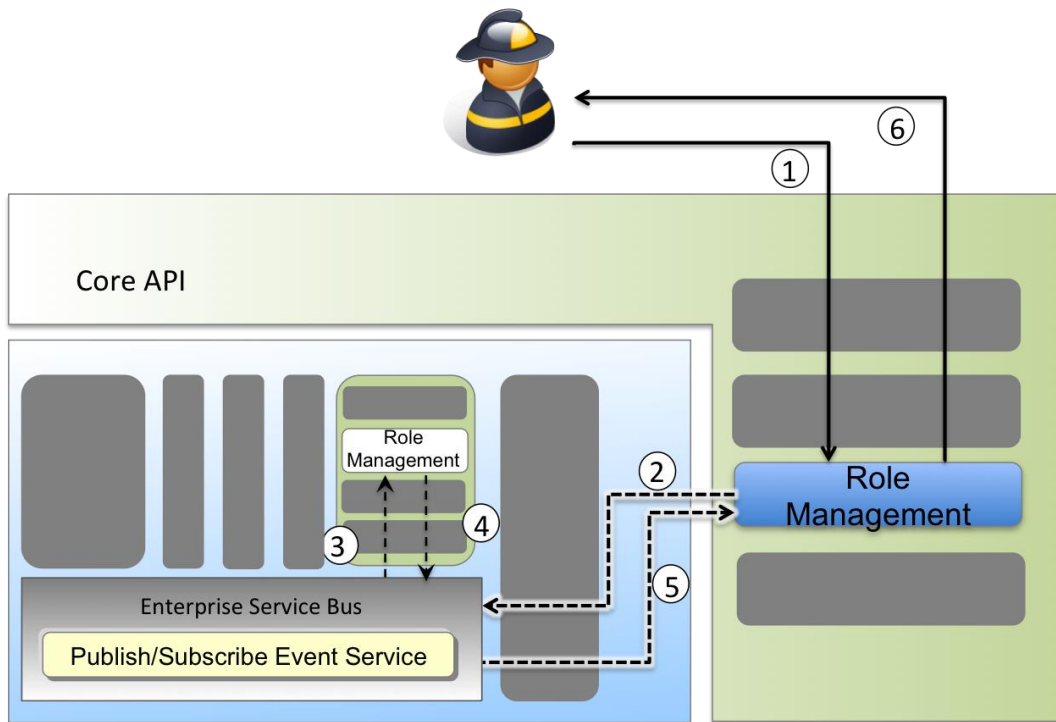 6
1
Core API
Role
Management
2
Role
Management
3
4
5
Enterprise Service Bus
Publish/Subscribe Event Service